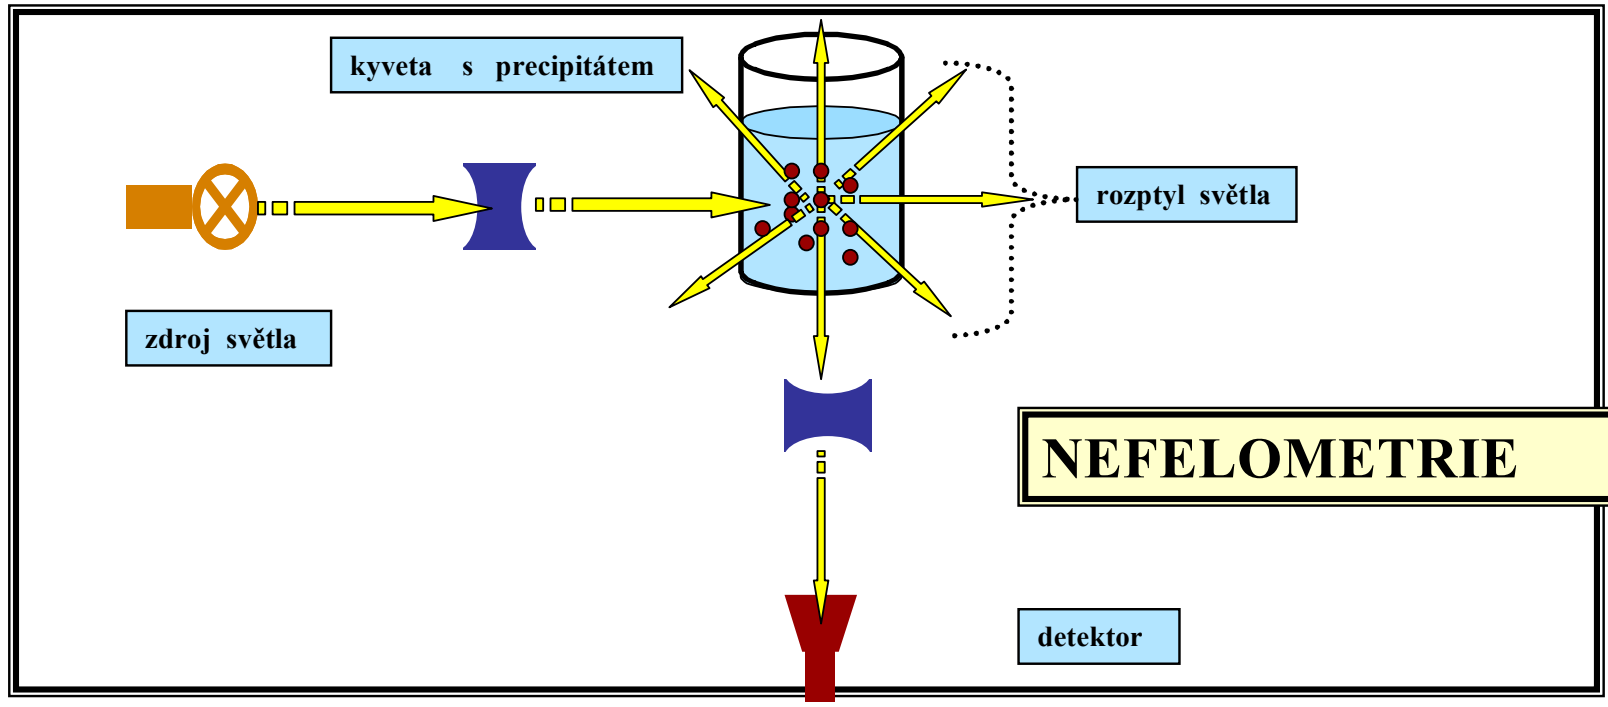 kyveta s precipitátem
rozptyl světla
zdroj světla
NEFELOMETRIE
detektor